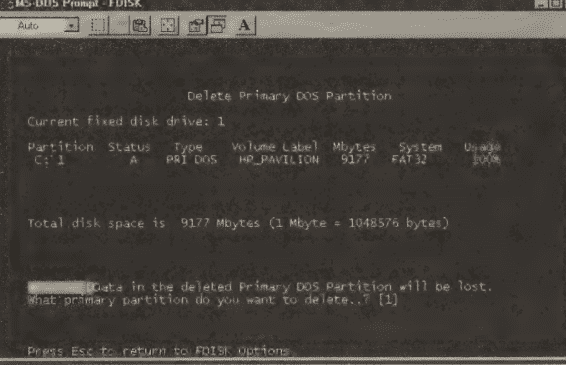 MS-DOS Prompt - FDISK
Auto
A
Delete Primary DOS Partition
Current fixed disk drive: 1
Partition Status Type Volume Label Mbytes System Usage
C: 1 A PRI DOS HP_PAVILION 9177 FAT32 100%
Total disk space is 9177 Mbytes (1 Mbyte = 1048576 bytes)
Data in the deleted Primary DOS Partition will be lost.
What primary partition do you want to delete..? [1]
Press Esc to return to FDISK Options